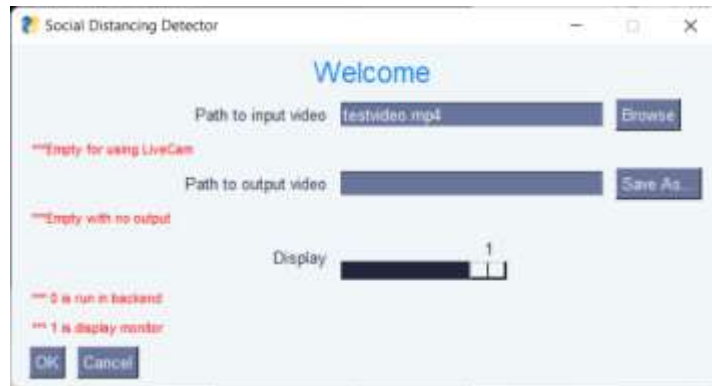 Social Distancing Detector
Welcome
Path to input video testvideo.mp4 Browse
***Empty for using LiveCam
Path to output video Save As...
***Empty with no output
1
Display
*** 0 is run in backend
*** 1 is display monitor
OK Cancel